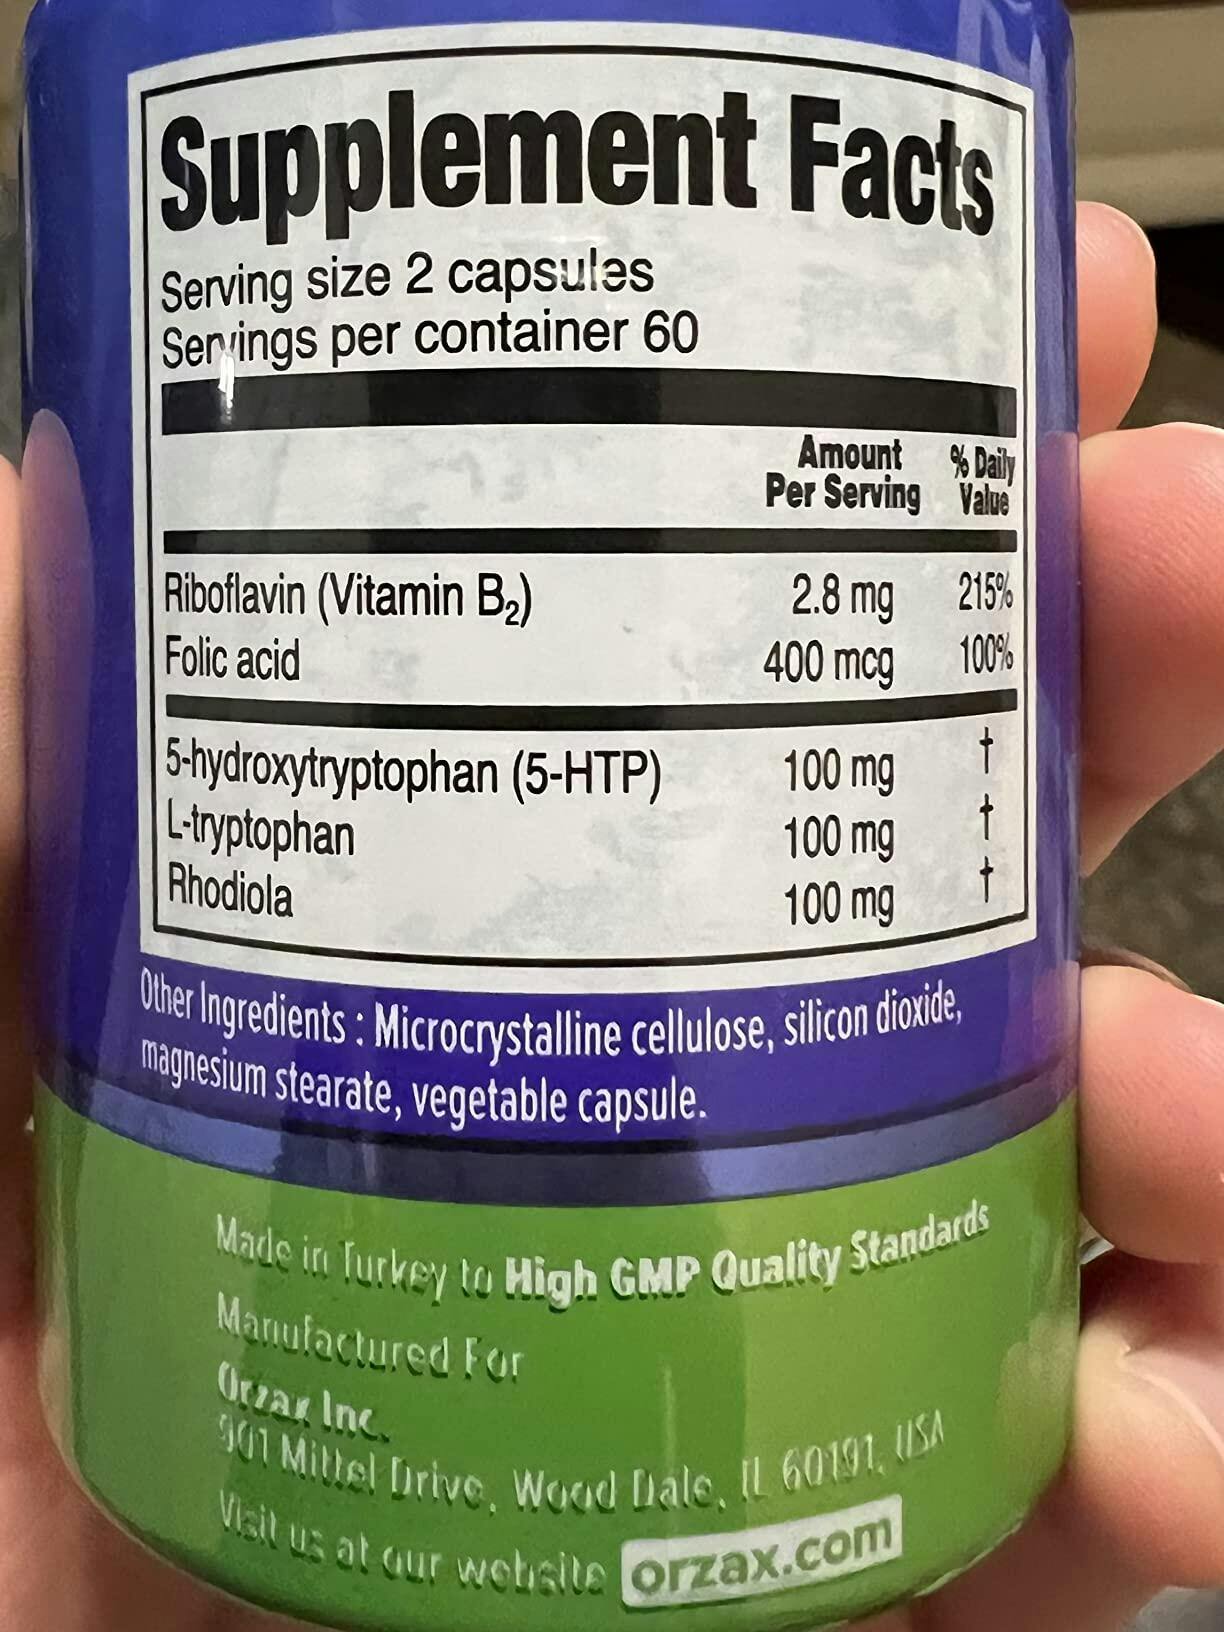 Supplement Facts
Serving size 2 capsules
Servings per container 60
Amount Per Serving % Daily Value
Riboflavin (Vitamin B₂) 2.8 mg 215%
Folic acid 400 mcg 100%
5-hydroxytryptophan (5-HTP) 100 mg †
L-tryptophan 100 mg †
Rhodiola 100 mg †
Other Ingredients : Microcrystalline cellulose, silicon dioxide,
magnesium stearate, vegetable capsule.
Made in Turkey to High GMP Quality Standards
Manufactured For
Orzax Inc.
901 Mittel Drive, Wood Dale, IL 60191, USA
Visit us at our website orzax.com